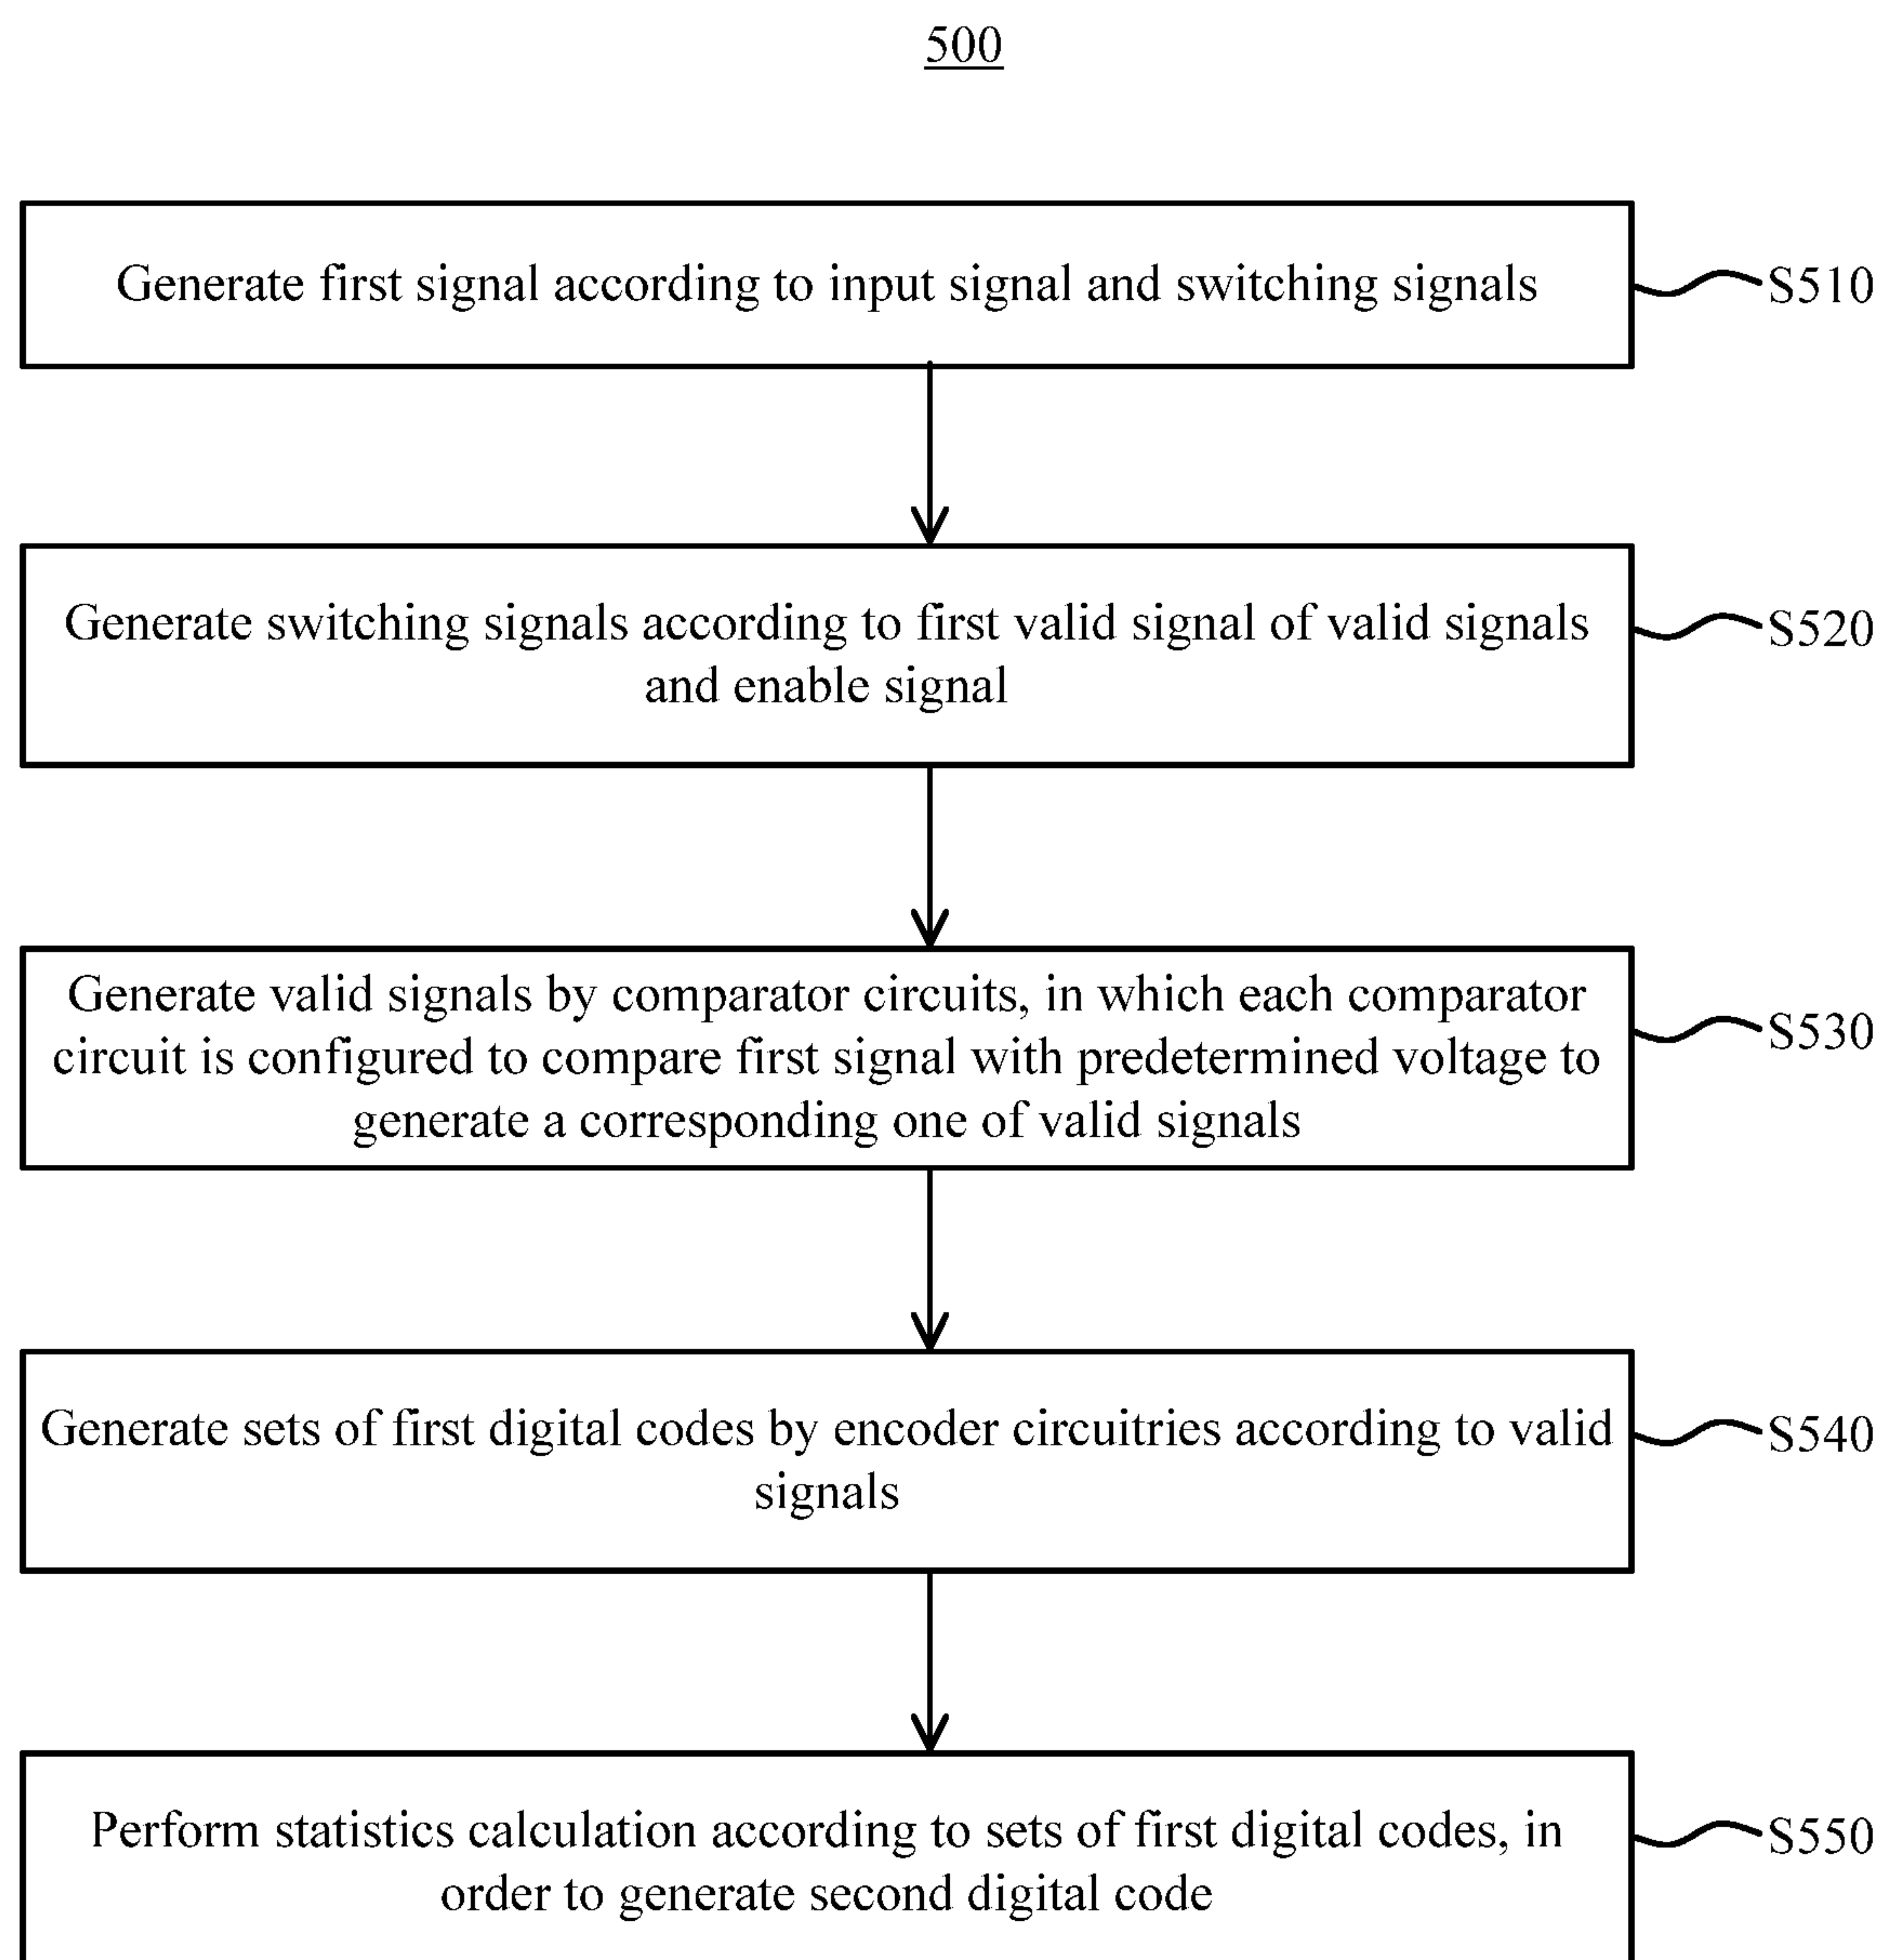 500
Generate first signal according to input signal and switching signals
S510
Generate switching signals according to first valid signal of valid signals
and enable signal
S520
Generate valid signals by comparator circuits, in which each comparator
circuit is configured to compare first signal with predetermined voltage to
generate a corresponding one of valid signals
S530
Generate sets of first digital codes by encoder circuitries according to valid
signals
S540
Perform statistics calculation according to sets of first digital codes, in
order to generate second digital code
S550